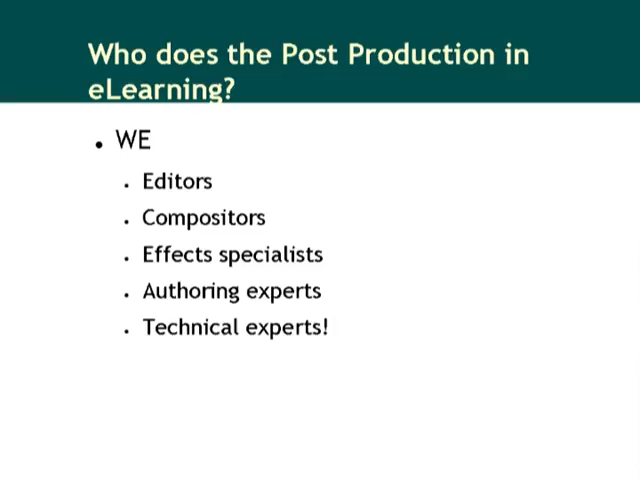 Who does the Post Production in
eLearning?
• WE
• Editors
• Compositors
• Effects specialists
• Authoring experts
• Technical experts!